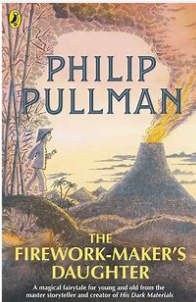 PHILIP
PULLMAN
THE
FIREWORK-MAKER'S
DAUGHTER
A magical fairytale for young and old from the
master storyteller and creator of His Dark Materials